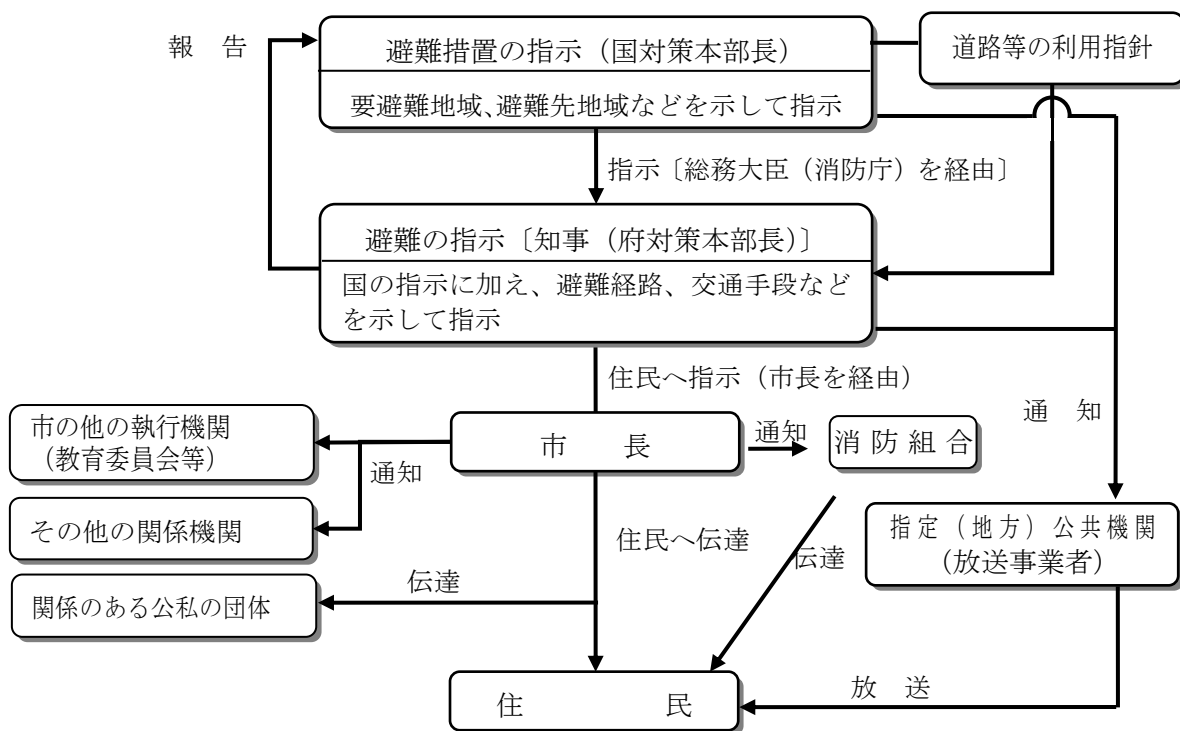 報　告
避難措置の指示（国対策本部長）
道路等の利用指針
要避難地域、避難先地域などを示して指示
指示〔総務大臣（消防庁）を経由〕
避難の指示〔知事（府対策本部長）〕
国の指示に加え、避難経路、交通手段など
を示して指示
住民へ指示（市長を経由）
通　知
市の他の執行機関
（教育委員会等）
市　　長
通知
消防組合
通知
その他の関係機関
住民へ伝達
伝達
指定（地方）公共機関
（放送事業者）
関係のある公私の団体
伝達
放　送
住　　　　民